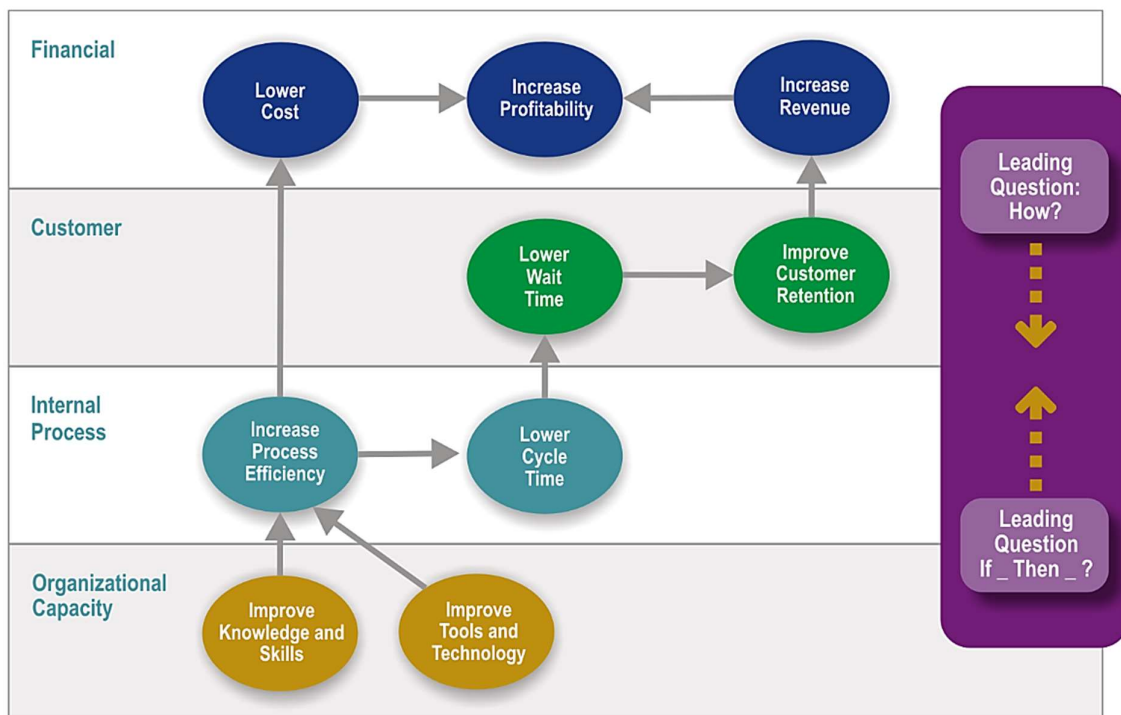 Financial
Lower
Cost
Increase
Profitability
Increase
Revenue
Customer
Lower
Wait
Time
Improve
Customer
Retention
Internal
Process
Increase
Process
Efficiency
Lower
Cycle
Time
Organizational
Capacity
Improve
Knowledge and
Skills
Improve
Tools and
Technology
Leading
Question:
How?
Leading
Question
If _ Then _ ?